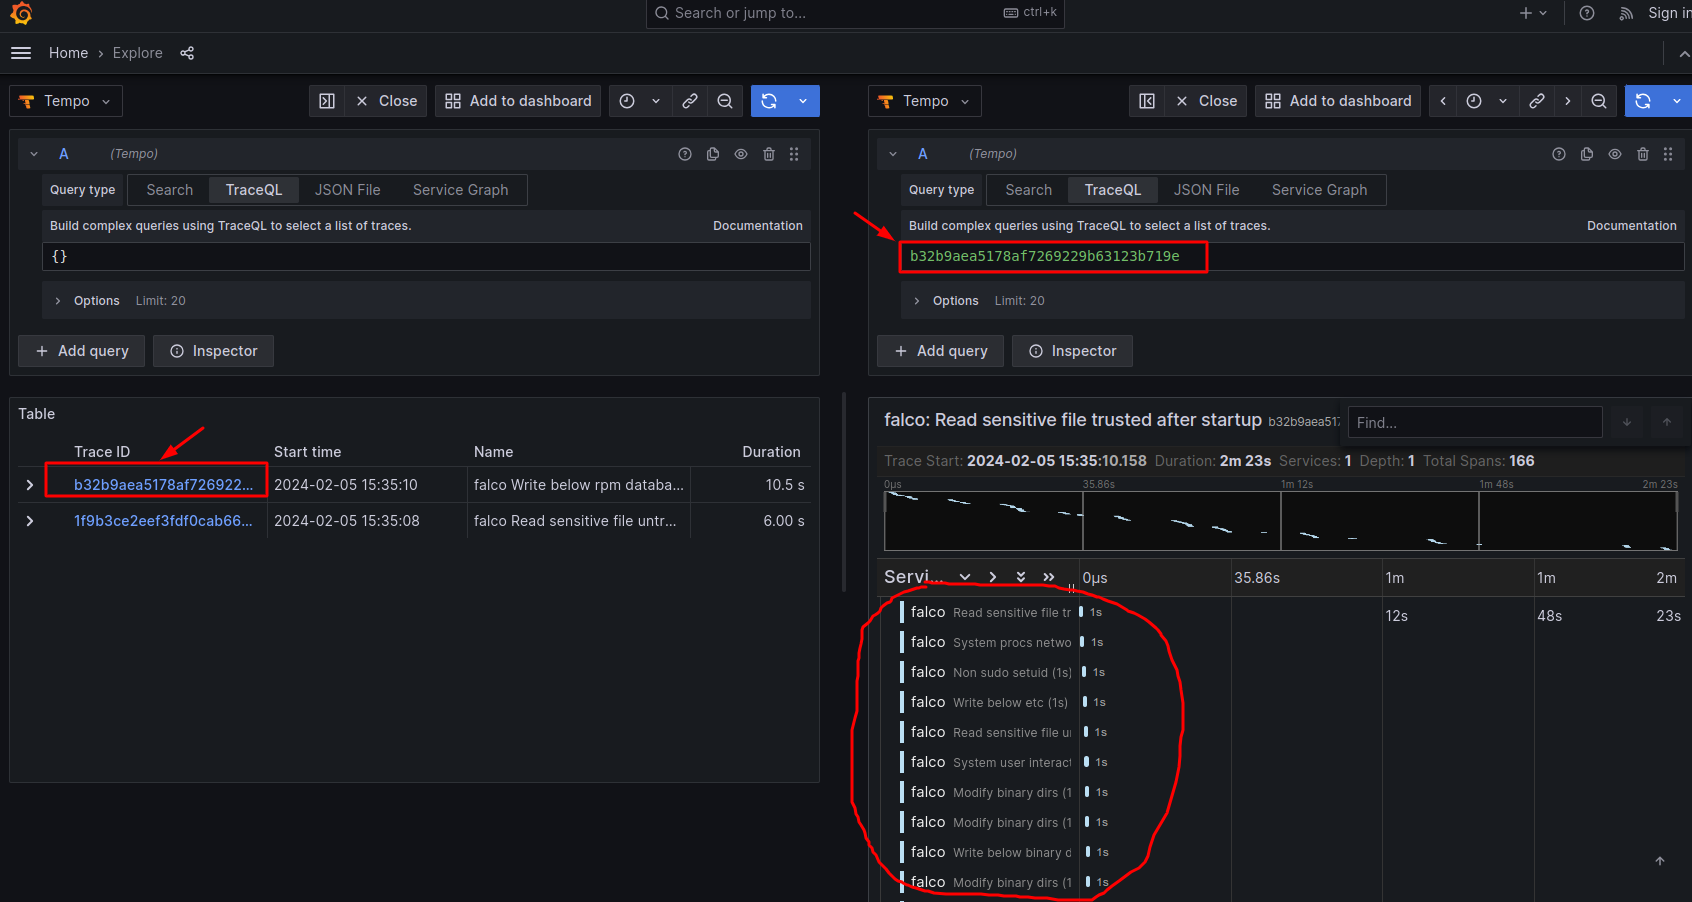 Search or jump to...
ctrl+k
Sign in
Home › Explore
Tempo
Close
Add to dashboard
A
(Tempo)
Query type
Search
TraceQL
JSON File
Service Graph
Build complex queries using TraceQL to select a list of traces.
Documentation
{}
Options
Limit: 20
+ Add query
Inspector
Table
Trace ID
Start time
Name
Duration
b32b9aea5178af726922...
2024-02-05 15:35:10
falco Write below rpm databa...
10.5 s
1f9b3ce2eef3fdf0cab66...
2024-02-05 15:35:08
falco Read sensitive file untr...
6.00 s
Tempo
Close
Add to dashboard
A
(Tempo)
Query type
Search
TraceQL
JSON File
Service Graph
Build complex queries using TraceQL to select a list of traces.
Documentation
b32b9aea5178af7269229b63123b719e
Options
Limit: 20
+ Add query
Inspector
falco: Read sensitive file trusted after startup b32b9aea517
Find...
Trace Start: 2024-02-05 15:35:10.158 Duration: 2m 23s Services: 1 Depth: 1 Total Spans: 166
0μs
35.86s
1m 12s
1m 48s
2m 23s
Servi...
0μs
35.86s
1m 12s
1m 48s
2m 23s
falco Read sensitive file tr 1s
falco System procs netwo 1s
falco Non sudo setuid (1s) 1s
falco Write below etc (1s) 1s
falco Read sensitive file u 1s
falco System user interact 1s
falco Modify binary dirs (1 1s
falco Modify binary dirs (1 1s
falco Write below binary d 1s
falco Modify binary dirs (1 1s